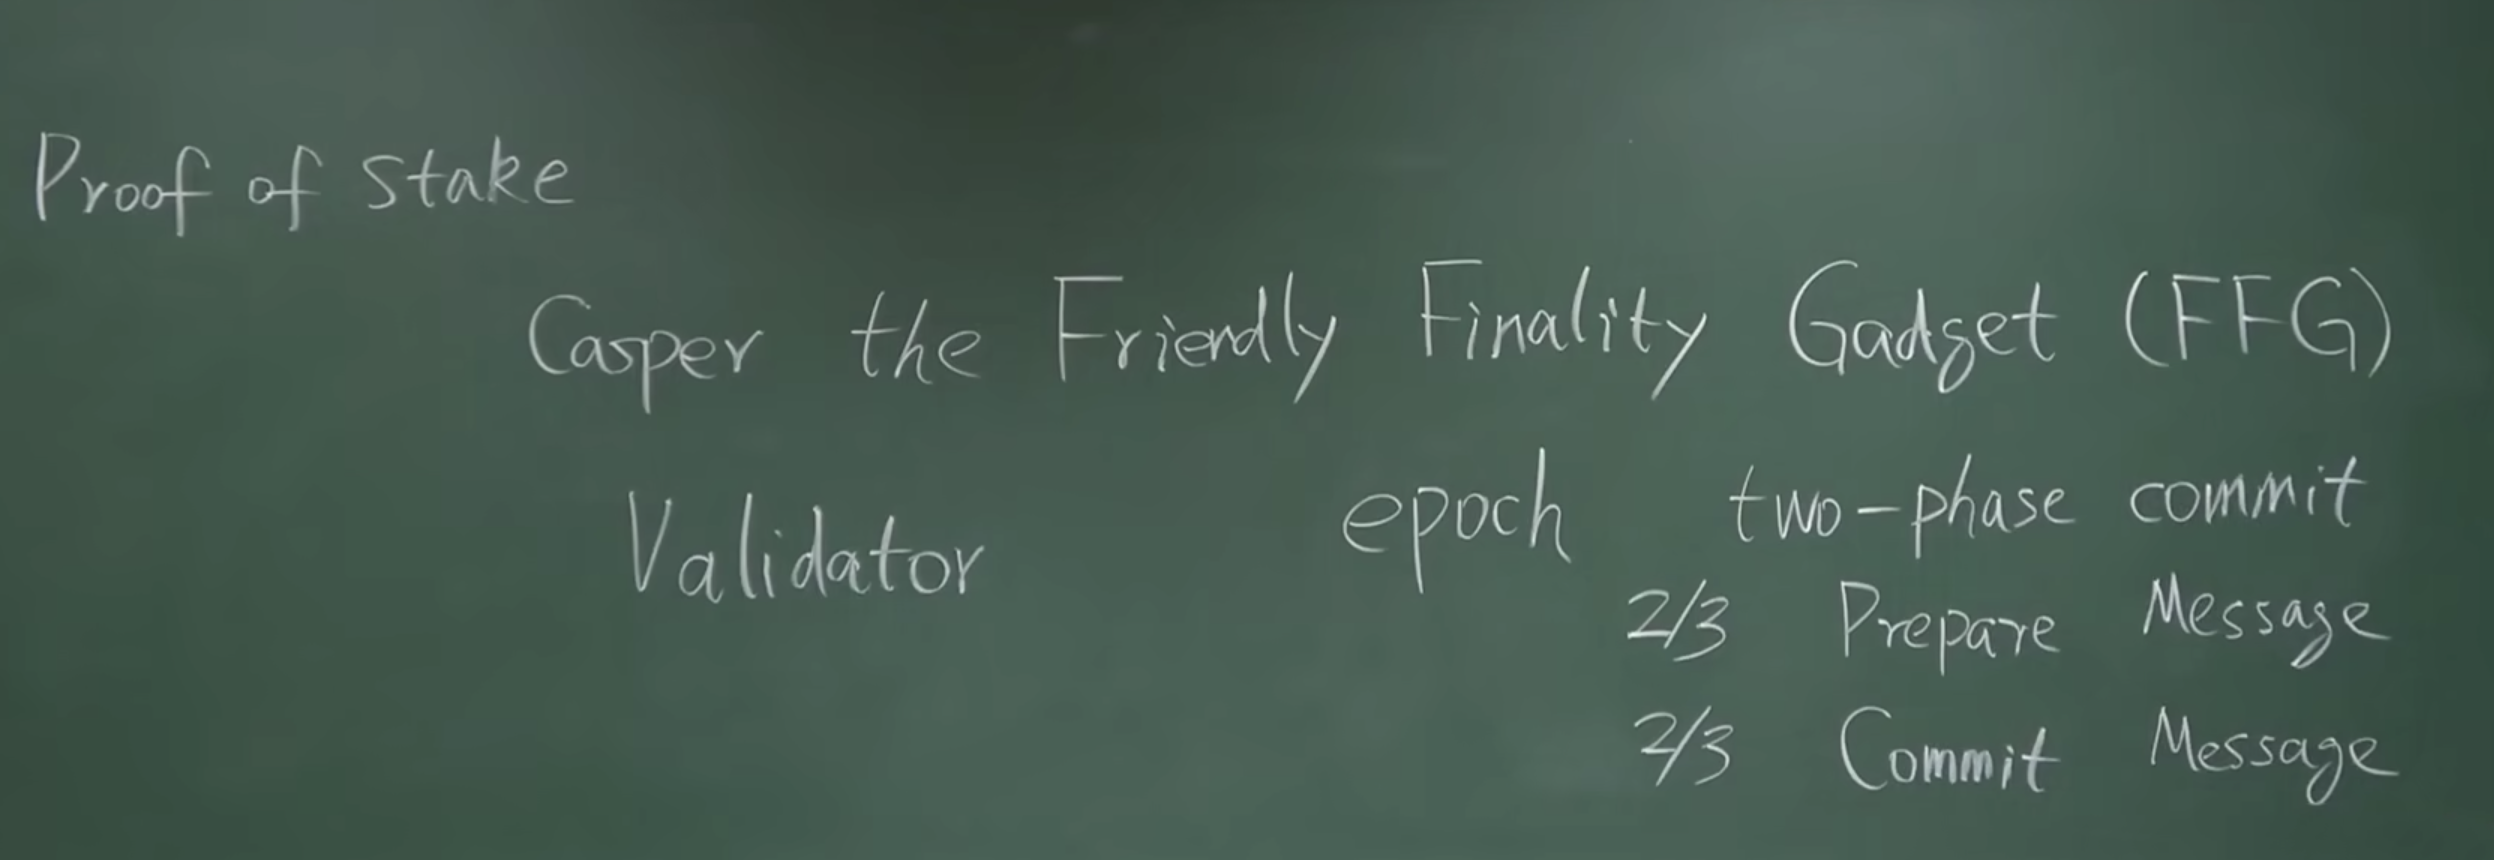 Proof of Stake
Casper the Friendly Finality Gadget (FFG)
Validator epoch two-phase commit
2/3 Prepare Message
2/3 Commit Message